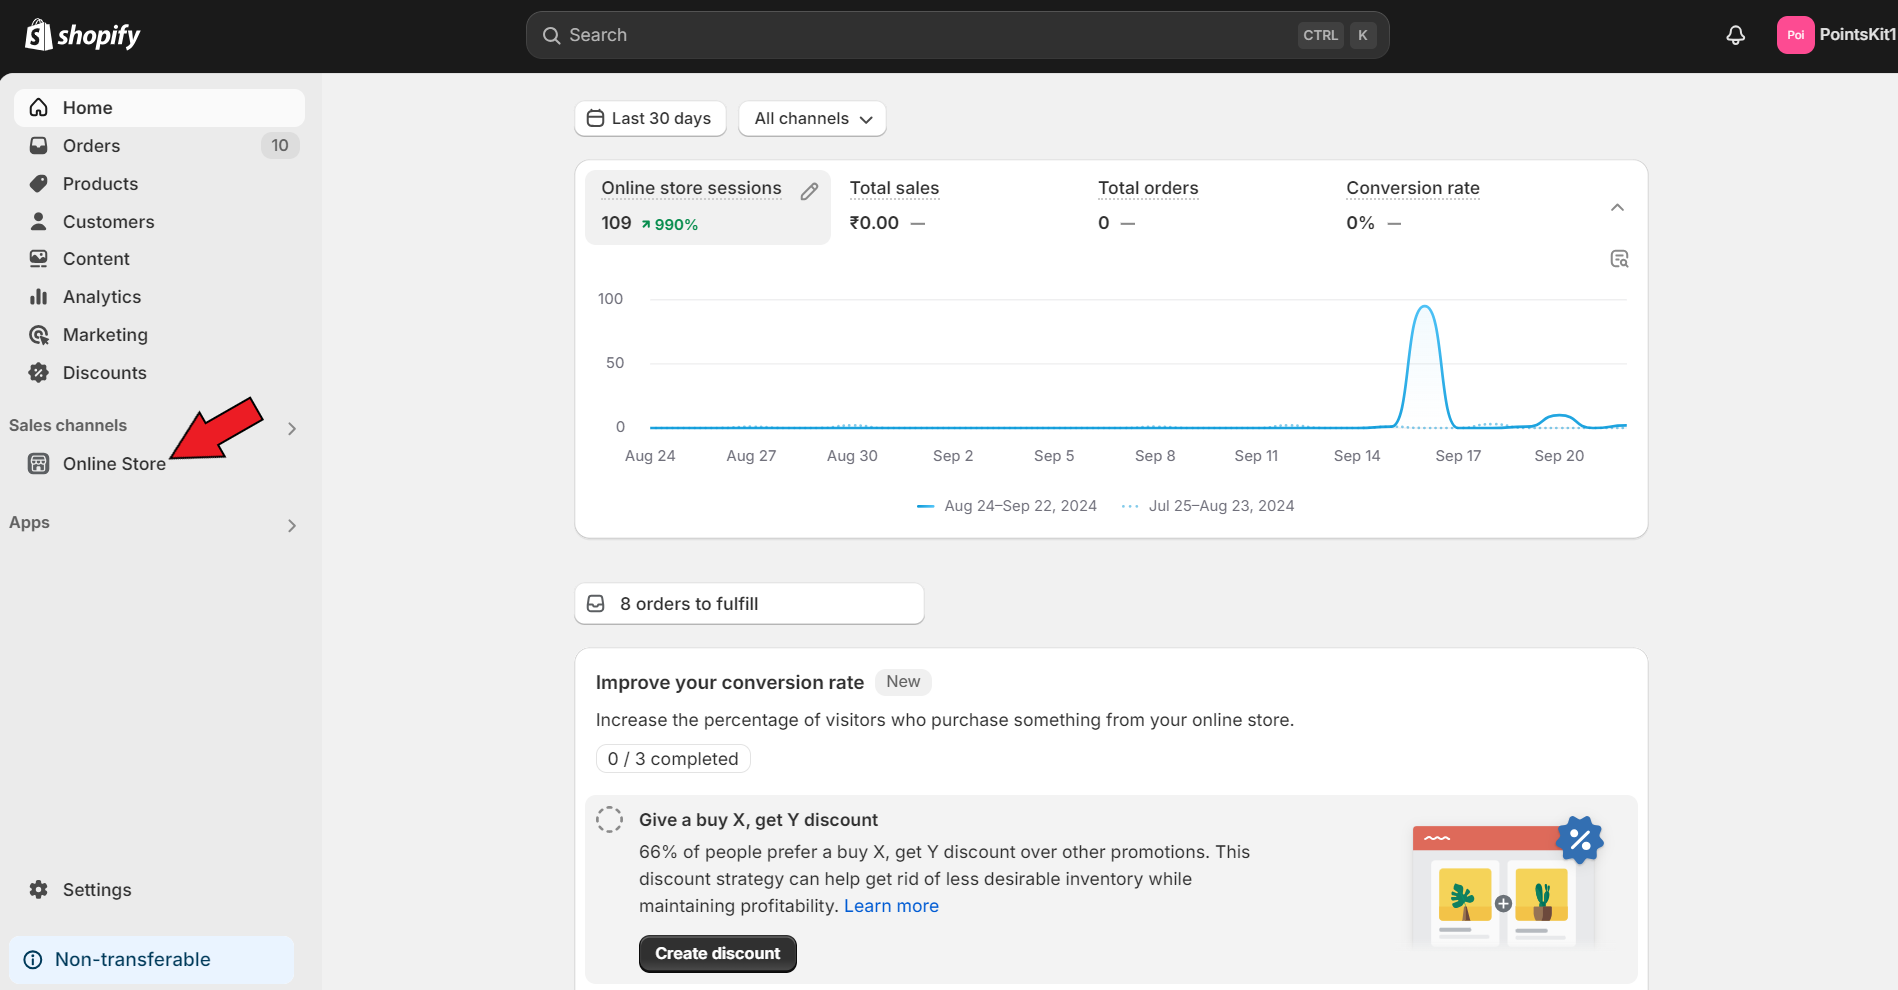 shopify
Search
CTRL K
Poi
PointsKit1
Home
Orders
10
Products
Customers
Content
Analytics
Marketing
Discounts
Sales channels
Online Store
Apps
Settings
Non-transferable
Last 30 days
All channels
Online store sessions
109
990%
Total sales
₹0.00 —
Total orders
0 —
Conversion rate
0% —
100
50
0
Aug 24
Aug 27
Aug 30
Sep 2
Sep 5
Sep 8
Sep 11
Sep 14
Sep 17
Sep 20
Aug 24–Sep 22, 2024
Jul 25–Aug 23, 2024
8 orders to fulfill
Improve your conversion rate
New
Increase the percentage of visitors who purchase something from your online store.
0 / 3 completed
Give a buy X, get Y discount
66% of people prefer a buy X, get Y discount over other promotions. This
discount strategy can help get rid of less desirable inventory while
maintaining profitability. Learn more
Create discount